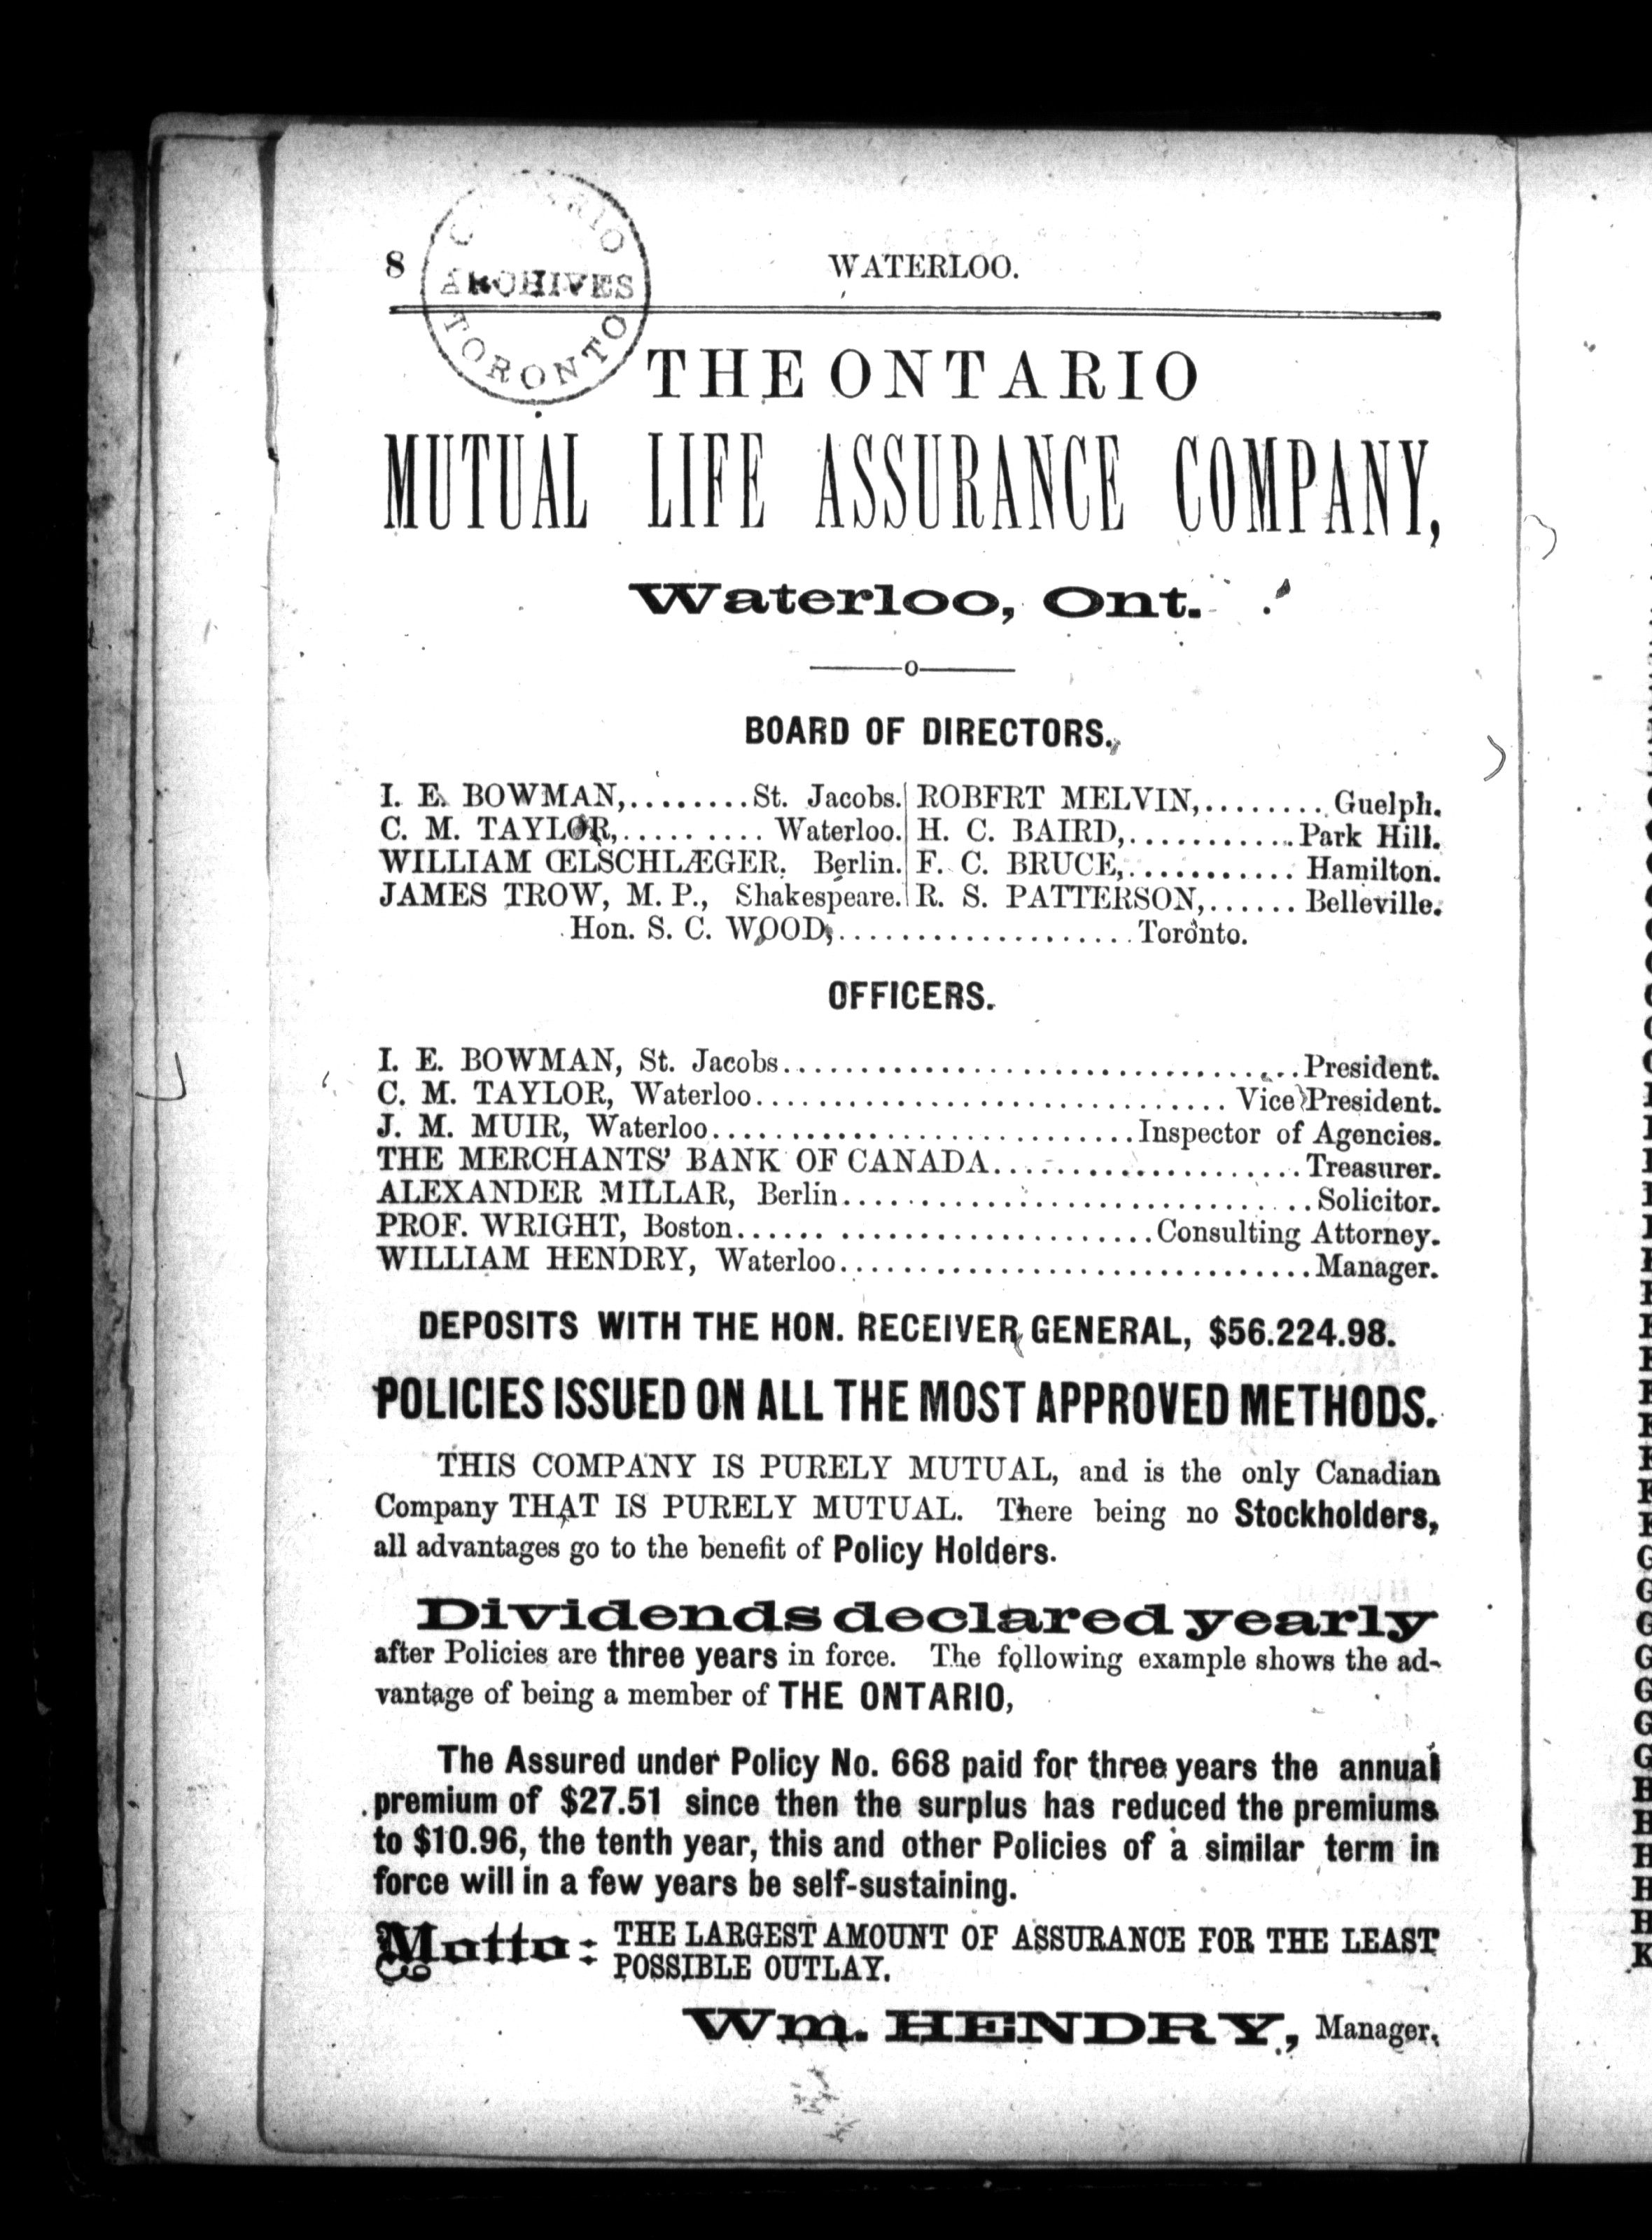 8
WATERLOO.
ARCHIVES
TORONTO
THE ONTARIO
MUTUAL LIFE ASSURANCE COMPANY,
Waterloo, Ont.
o
BOARD OF DIRECTORS.
I. E. BOWMAN,........St. Jacobs. ROBERT MELVIN,........Guelph.
C. M. TAYLOR,.........Waterloo. H. C. BAIRD,...........Park Hill.
WILLIAM ŒLSCHLÆGER. Berlin. F. C. BRUCE,...........Hamilton.
JAMES TROW, M. P., Shakespeare. R. S. PATTERSON,......Belleville.
Hon. S. C. WOOD,...................Toronto.
OFFICERS.
I. E. BOWMAN, St. Jacobs.................................President.
C. M. TAYLOR, Waterloo..............................Vice President.
J. M. MUIR, Waterloo...........................Inspector of Agencies.
THE MERCHANTS' BANK OF CANADA....................Treasurer.
ALEXANDER MILLAR, Berlin..............................Solicitor.
PROF. WRIGHT, Boston...... ....................Consulting Attorney.
WILLIAM HENDRY, Waterloo..............................Manager.
DEPOSITS WITH THE HON. RECEIVER GENERAL, $56.224.98.
POLICIES ISSUED ON ALL THE MOST APPROVED METHODS.
THIS COMPANY IS PURELY MUTUAL, and is the only Canadian
Company THAT IS PURELY MUTUAL. There being no Stockholders,
all advantages go to the benefit of Policy Holders.
Dividends declared yearly
after Policies are three years in force. The following example shows the ad-
vantage of being a member of THE ONTARIO,
The Assured under Policy No. 668 paid for three years the annual
premium of $27.51 since then the surplus has reduced the premiums
to $10.96, the tenth year, this and other Policies of a similar term in
force will in a few years be self-sustaining.
Motto: THE LARGEST AMOUNT OF ASSURANCE FOR THE LEAST
POSSIBLE OUTLAY.
Wm. HENDRY, Manager.